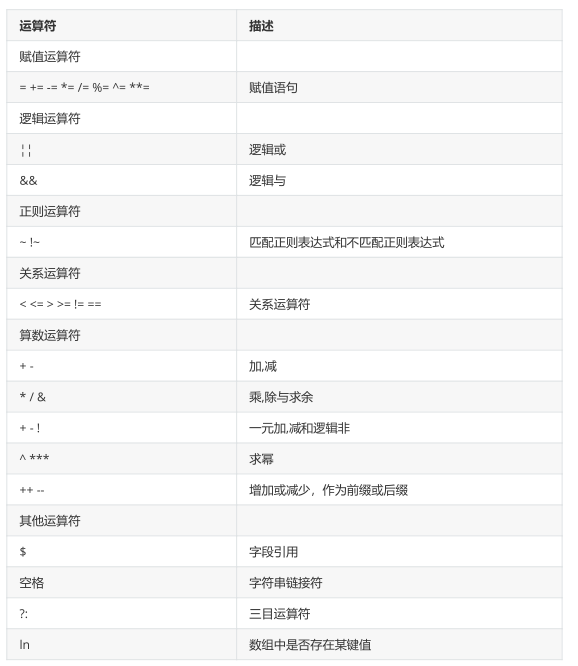 运算符 描述
赋值运算符
= += -= *= /= %= ^= **= 赋值语句
逻辑运算符
¦¦ 逻辑或
&& 逻辑与
正则运算符
~ !~ 匹配正则表达式和不匹配正则表达式
关系运算符
< <= > >= != == 关系运算符
算数运算符
+ - 加,减
* / & 乘,除与求余
+ - ! 一元加,减和逻辑非
^ *** 求幂
++ -- 增加或减少，作为前缀或后缀
其他运算符
$ 字段引用
空格 字符串链接符
?: 三目运算符
ln 数组中是否存在某键值